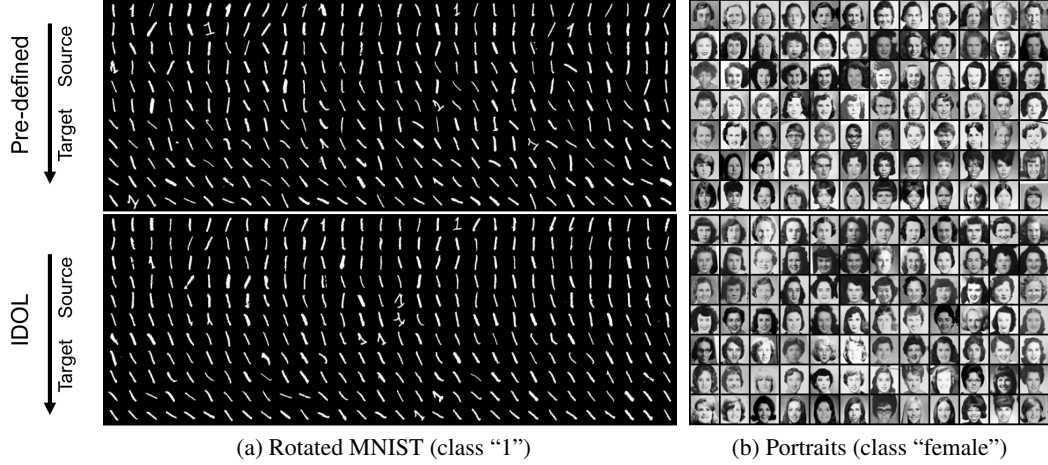 Pre-defined
Source
Target
IDOL
Source
Target
(a) Rotated MNIST (class “1”)
(b) Portraits (class “female”)